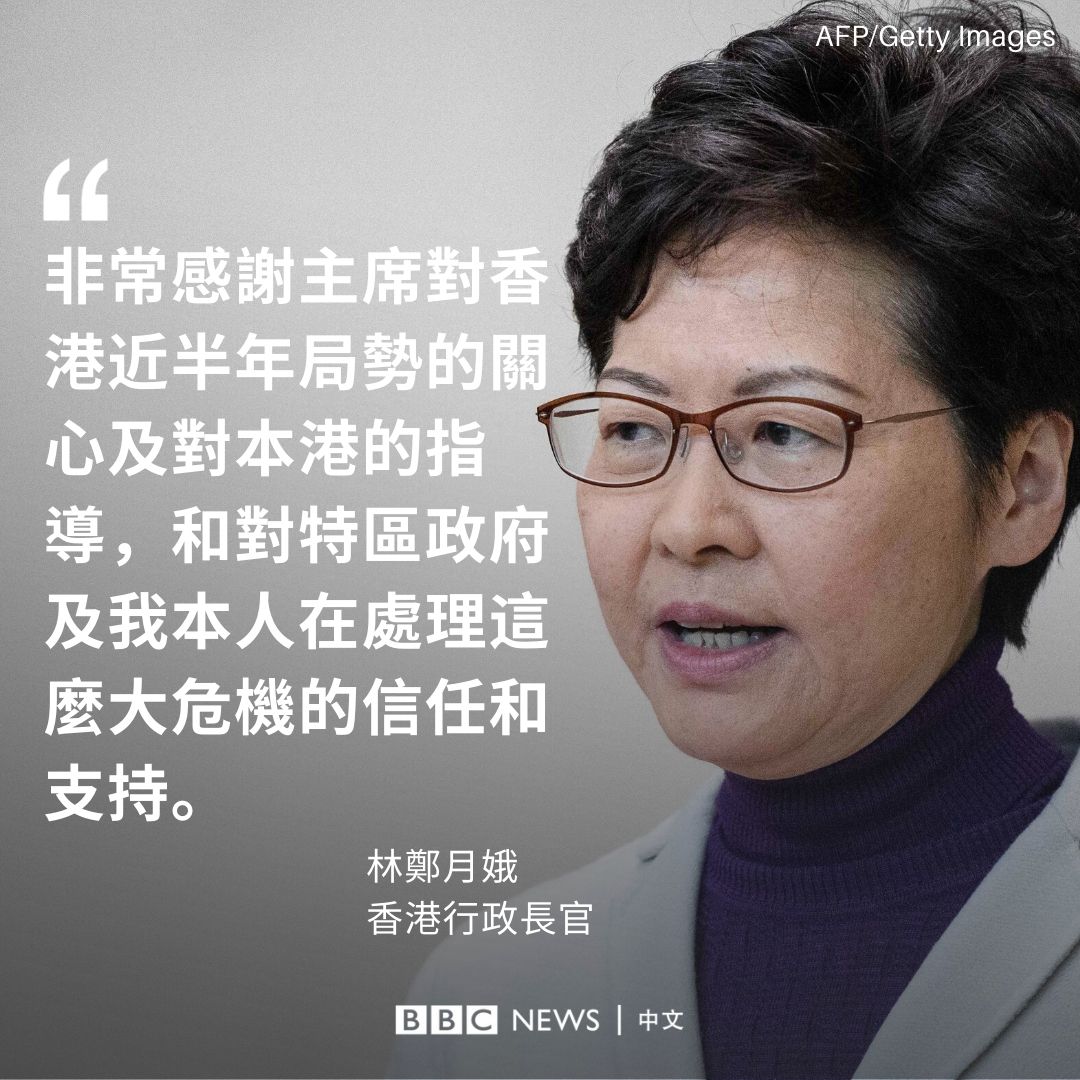 AFP/Getty Images
“
非常感謝主席對香
港近半年局勢的關
心及對本港的指
導，和對特區政府
及我本人在處理這
麼大危機的信任和
支持。
林鄭月娥
香港行政長官
BBC NEWS | 中文